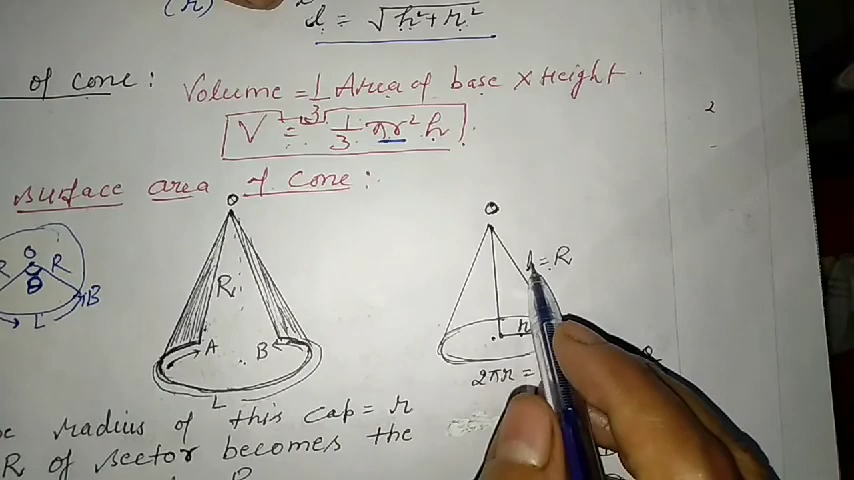 (r)
l = √h²+r²
of cone: Volume = 1/3 Area of base × Height
V = 1/3 πr² h
surface area of cone:
O
O
O
R
R
θ
B
L
R
A
B
L
l = R
r
2πr =
radius of this cap = r
R of sector becomes the
R
2